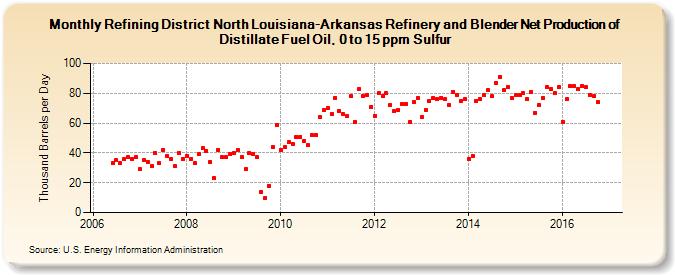 Monthly Refining District North Louisiana-Arkansas Refinery and Blender Net Production of
Distillate Fuel Oil, 0 to 15 ppm Sulfur
Thousand Barrels per Day
100
80
60
40
20
0
2006 2008 2010 2012 2014 2016
Source: U.S. Energy Information Administration